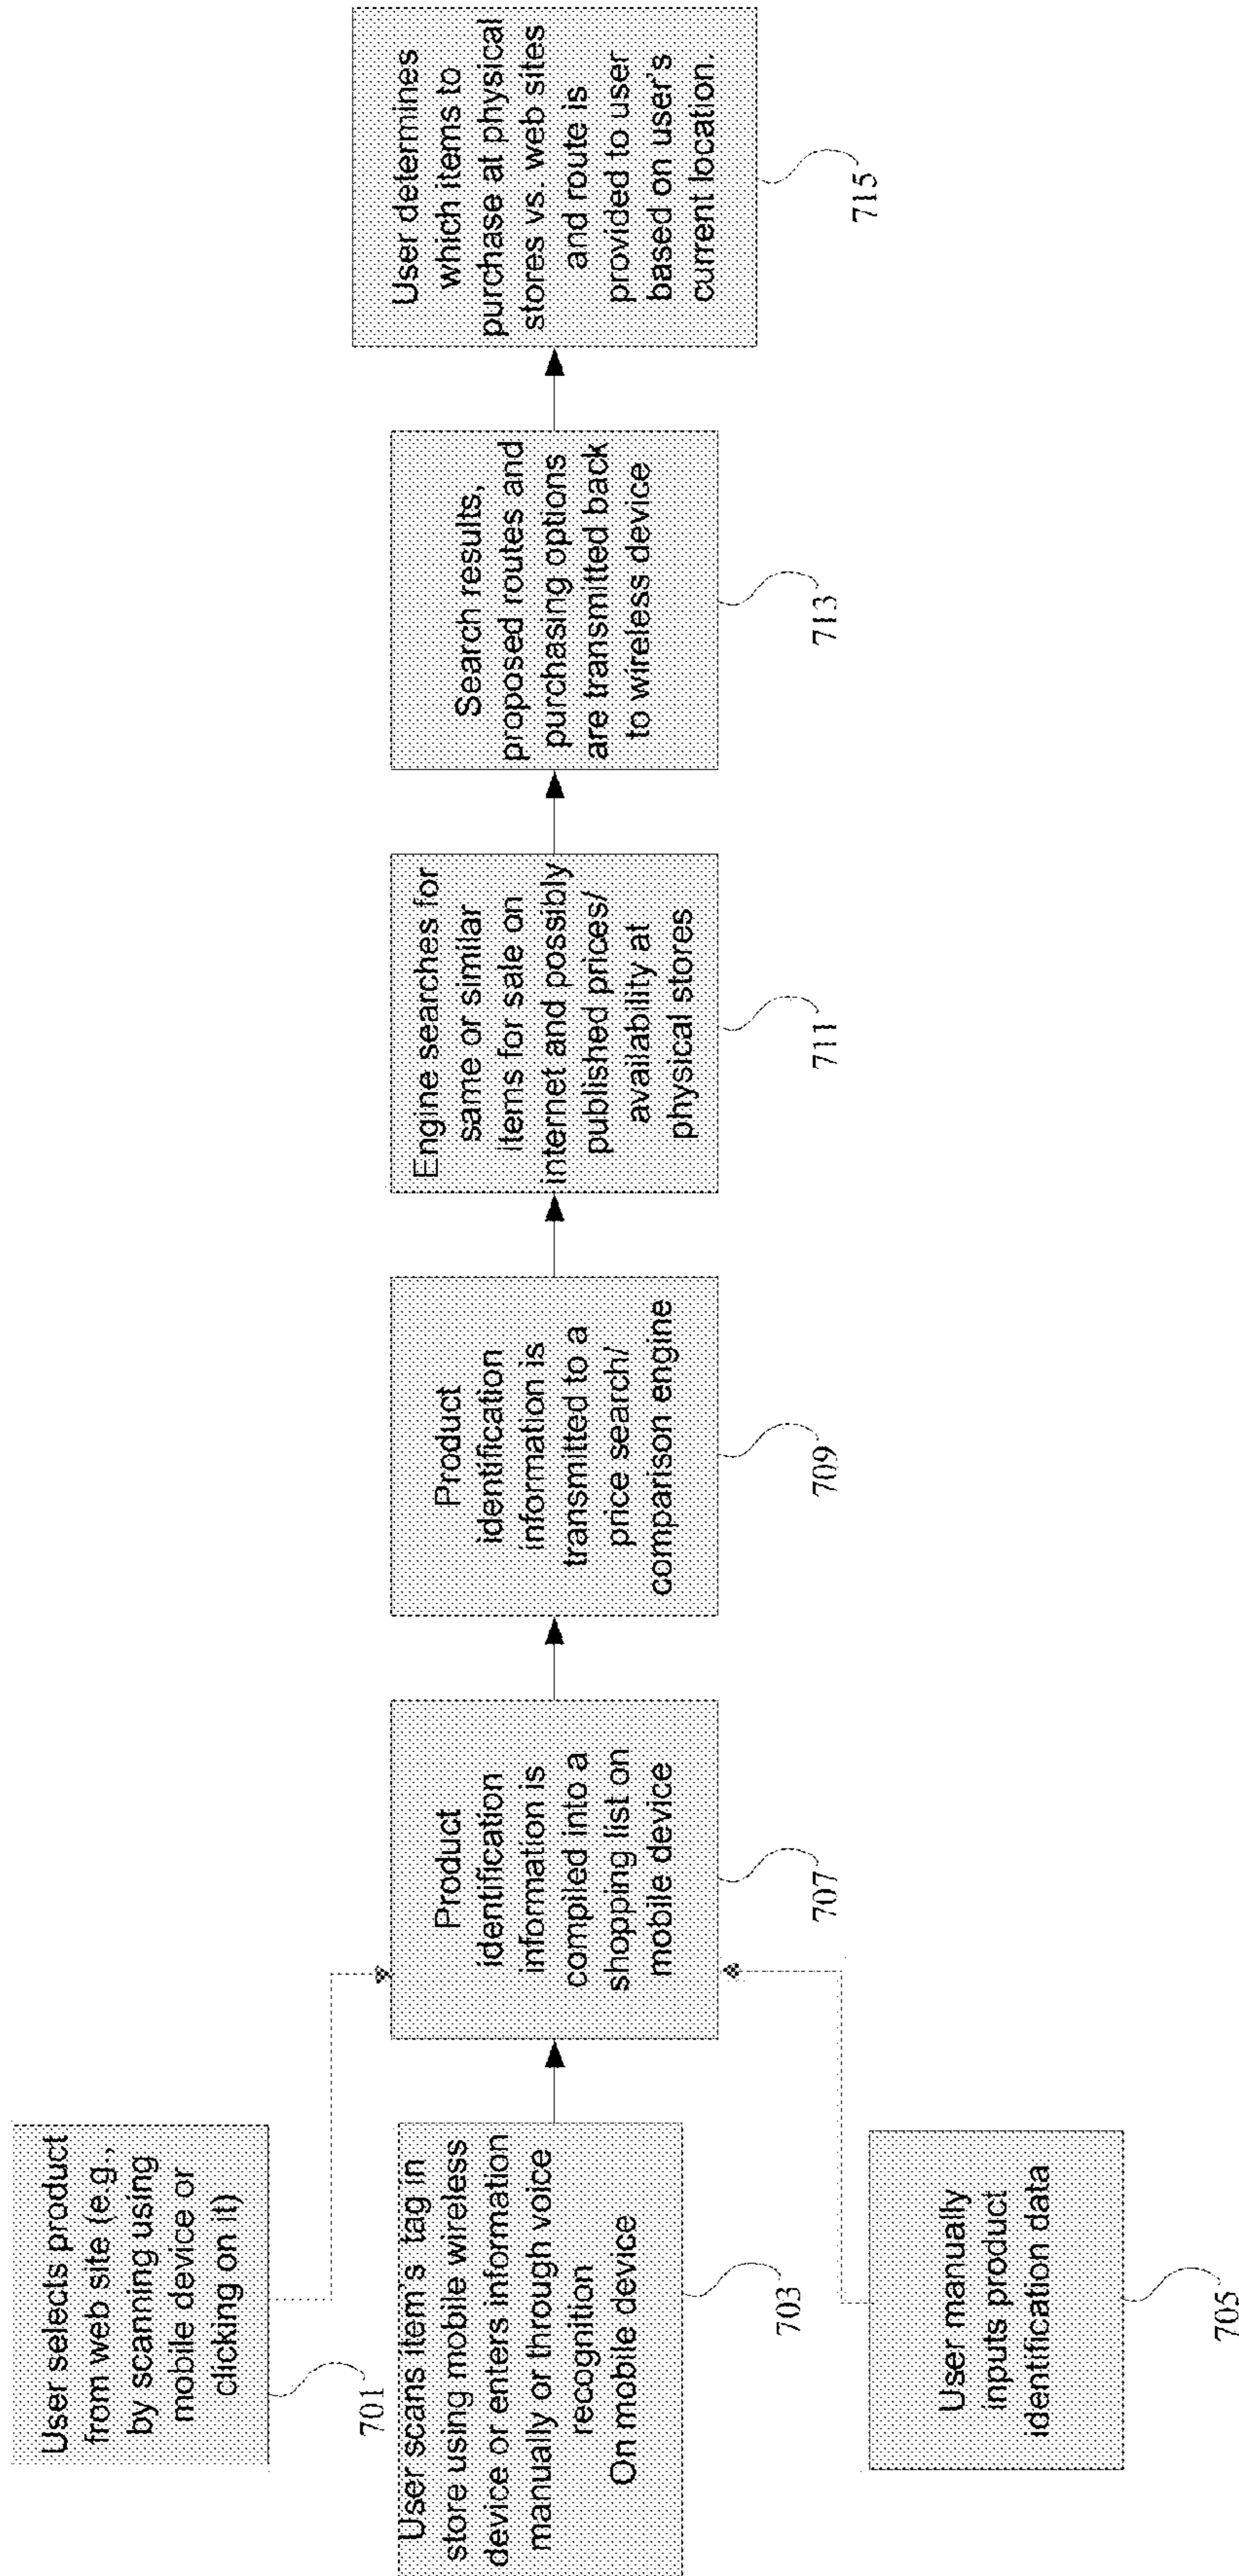 User selects product
from web site (e.g.,
by scanning using
mobile device or
clicking on it)
701
User scans item's tag in
store using mobile wireless
device or enters information
manually or through voice
recognition
On mobile device
703
User manually
inputs product
identification data
705
Product
identification
information is
compiled into a
shopping list on
mobile device
707
Product
identification
information is
transmitted to a
price search/
comparison engine
709
Engine searches for
same or similar
items for sale on
internet and possibly
published prices/
availability at
physical stores
711
Search results,
proposed routes and
purchasing options
are transmitted back
to wireless device
713
User determines
which items to
purchase at physical
stores vs. web sites
and route is
provided to user
based on user's
current location.
715